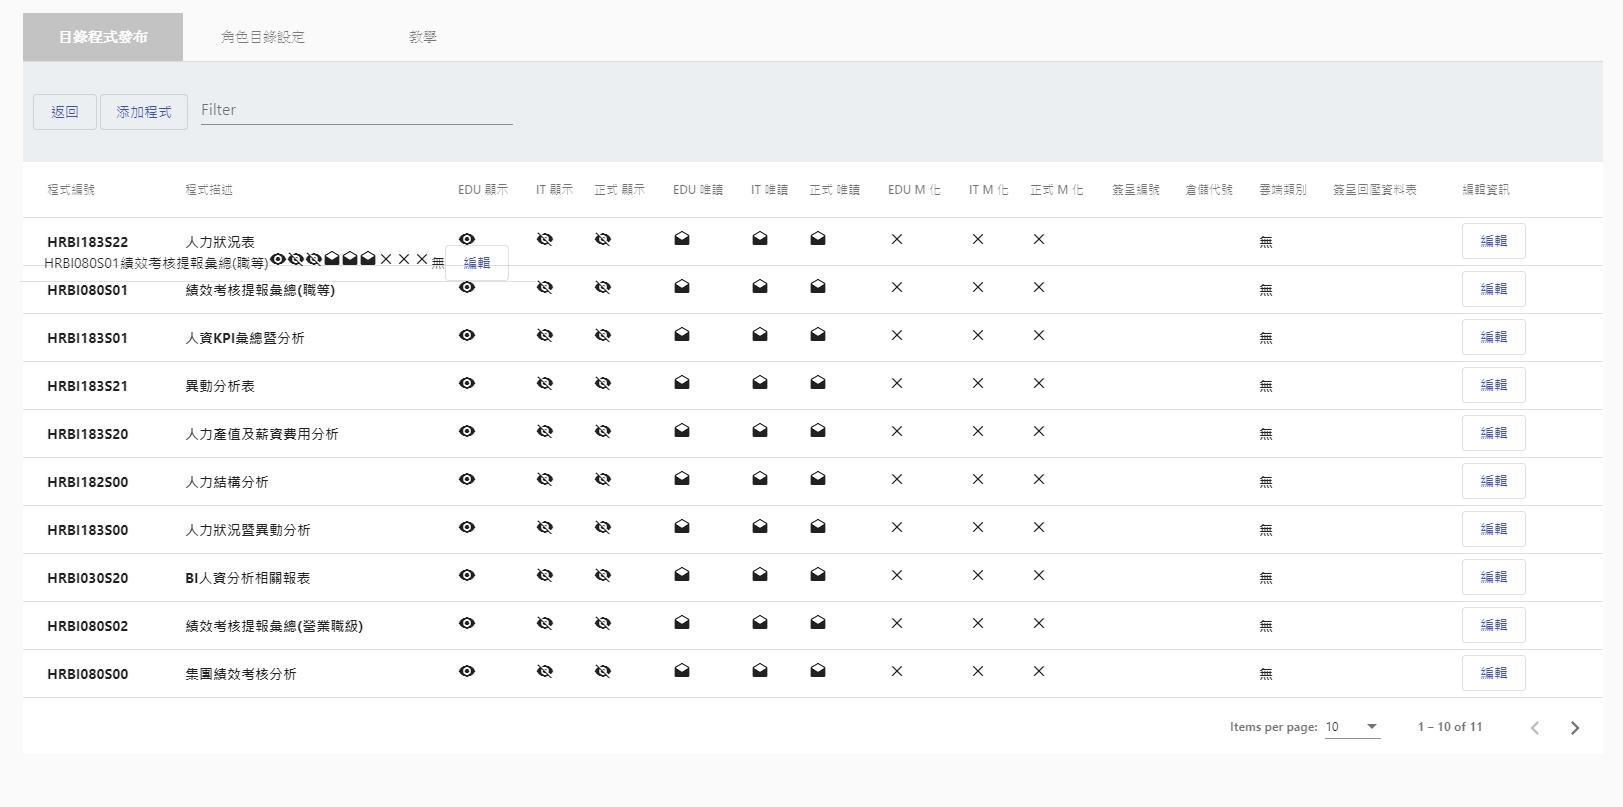 目錄程式發布 角色目錄設定 教學
返回 添加程式 Filter
程式編號 程式描述 EDU 顯示 IT 顯示 正式 顯示 EDU 唯讀 IT 唯讀 正式 唯讀 EDU M 化 IT M 化 正式 M 化 簽呈編號 倉儲代號 雲端類別 簽呈回壓資料表 編輯資訊
HRBI183S22 人力狀況表 無 編輯
HRBI080S01績效考核提報彙總(職等) 無 編輯
HRBI080S01 績效考核提報彙總(職等) 無 編輯
HRBI183S01 人資KPI彙總暨分析 無 編輯
HRBI183S21 異動分析表 無 編輯
HRBI183S20 人力產值及薪資費用分析 無 編輯
HRBI182S00 人力結構分析 無 編輯
HRBI183S00 人力狀況暨異動分析 無 編輯
HRBI030S20 BI人資分析相關報表 無 編輯
HRBI080S02 績效考核提報彙總(營業職級) 無 編輯
HRBI080S00 集團績效考核分析 無 編輯
Items per page: 10 1 – 10 of 11